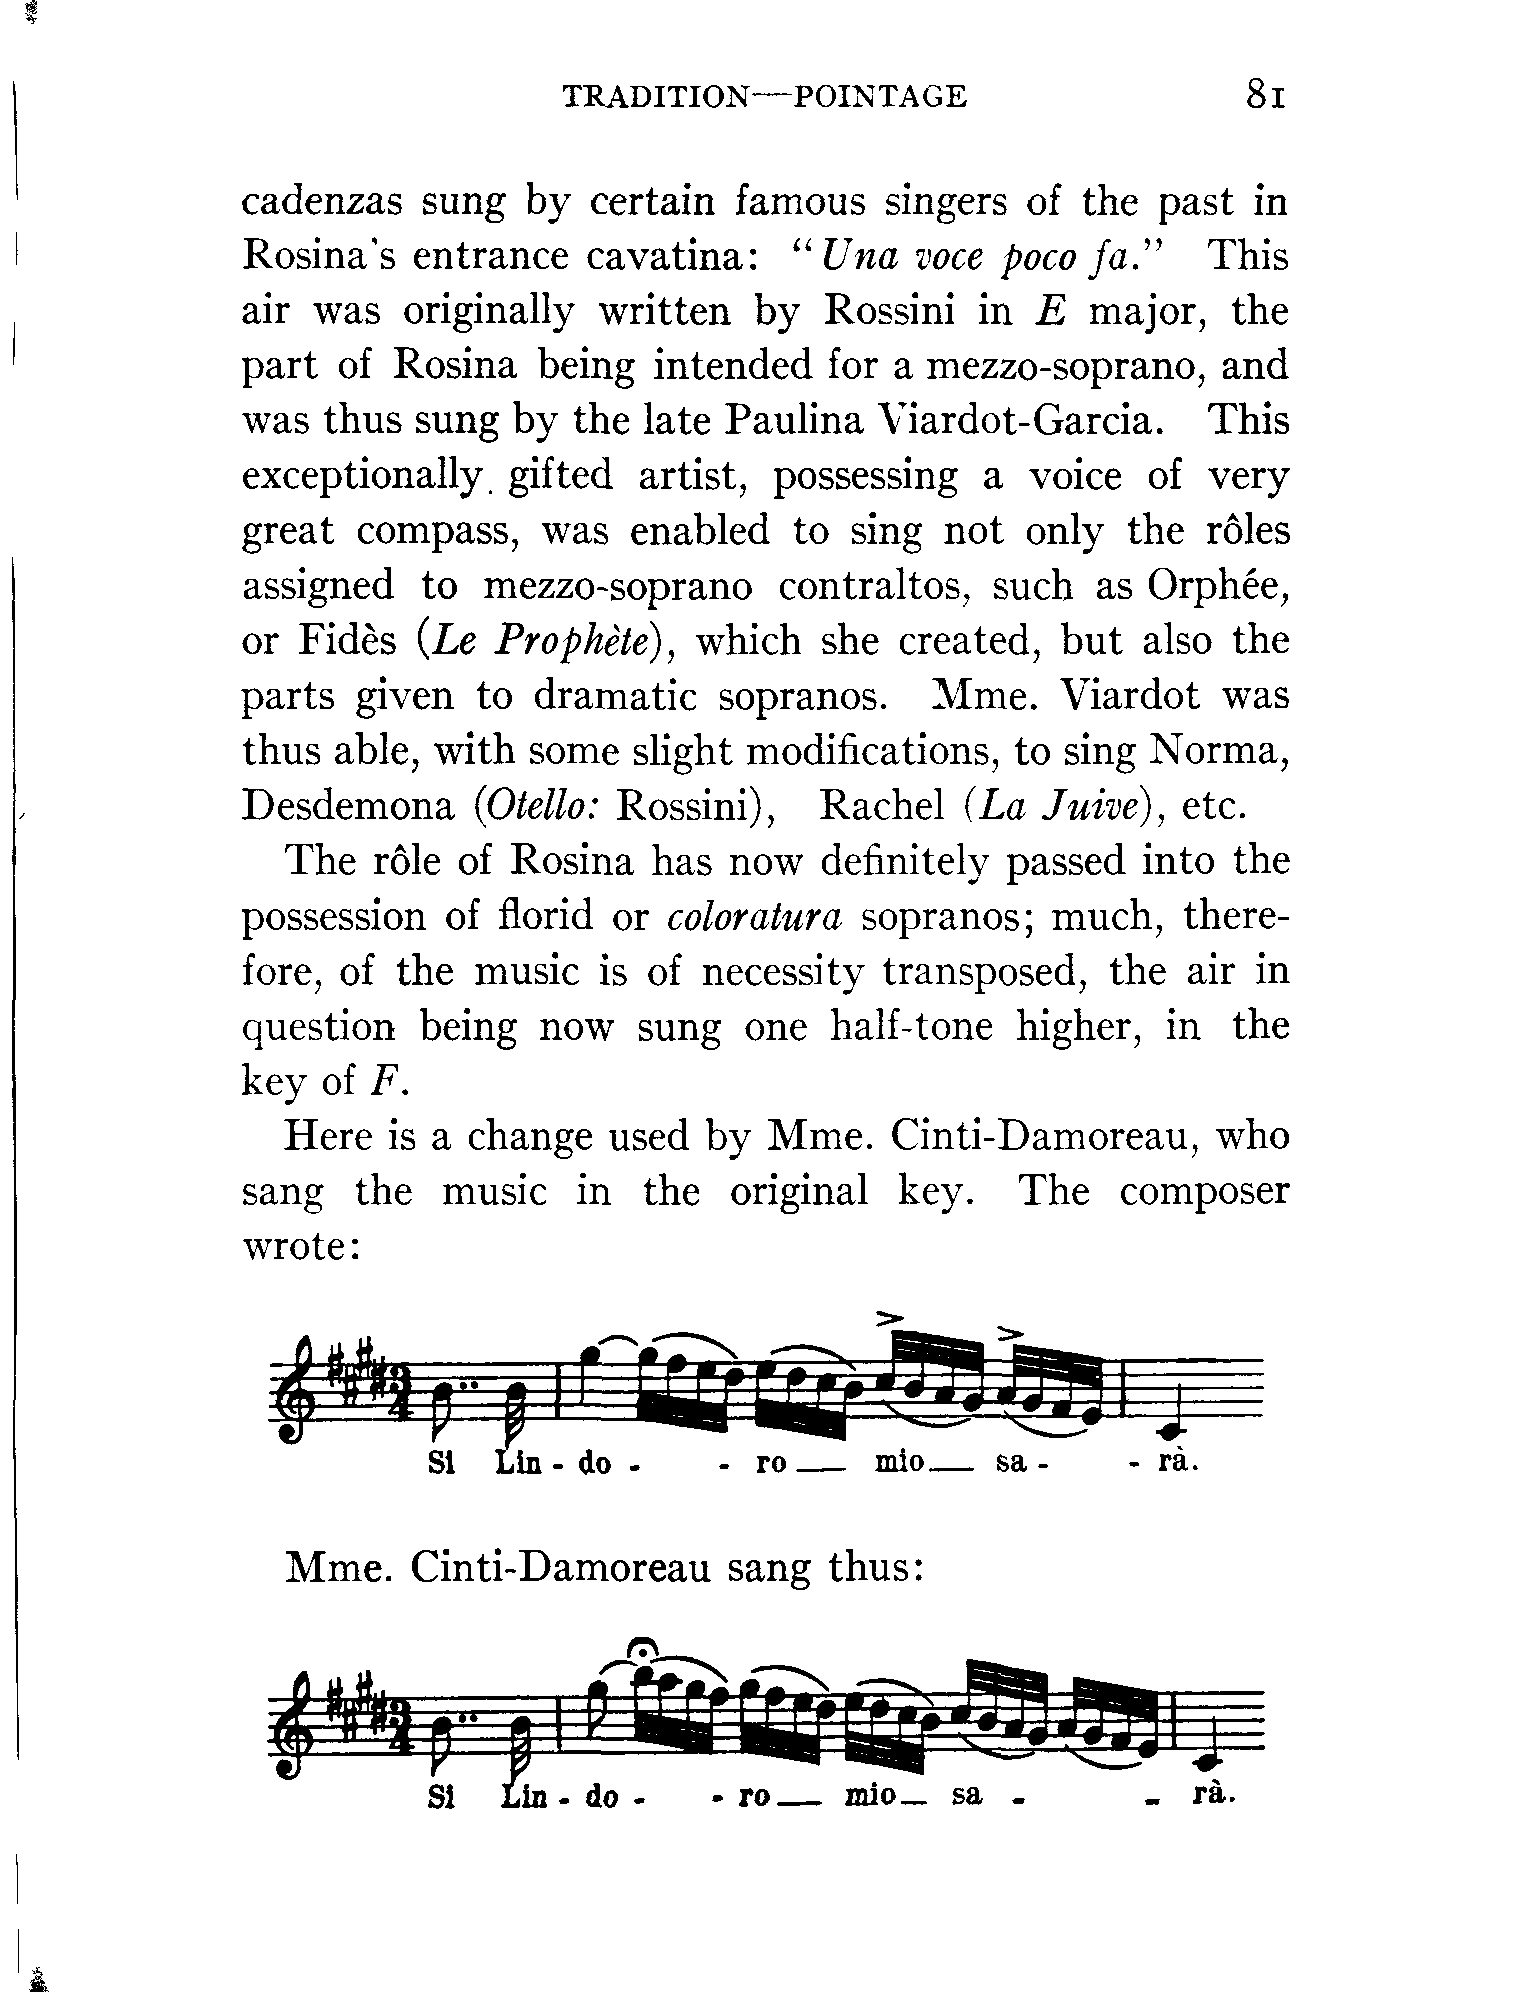 TRADITION—POINTAGE 81
cadenzas sung by certain famous singers of the past in
Rosina's entrance cavatina: "Una voce poco fa." This
air was originally written by Rossini in E major, the
part of Rosina being intended for a mezzo-soprano, and
was thus sung by the late Paulina Viardot-Garcia. This
exceptionally gifted artist, possessing a voice of very
great compass, was enabled to sing not only the rôles
assigned to mezzo-soprano contraltos, such as Orphée,
or Fidès (Le Prophète), which she created, but also the
parts given to dramatic sopranos. Mme. Viardot was
thus able, with some slight modifications, to sing Norma,
Desdemona (Otello: Rossini), Rachel (La Juive), etc.
The rôle of Rosina has now definitely passed into the
possession of florid or coloratura sopranos; much, there-
fore, of the music is of necessity transposed, the air in
question being now sung one half-tone higher, in the
key of F.
Here is a change used by Mme. Cinti-Damoreau, who
sang the music in the original key. The composer
wrote:
3/4
Si Lin - do - - ro mio sa - - rà.
Mme. Cinti-Damoreau sang thus:
3/4
Si Lin - do - - ro mio sa - - rà.